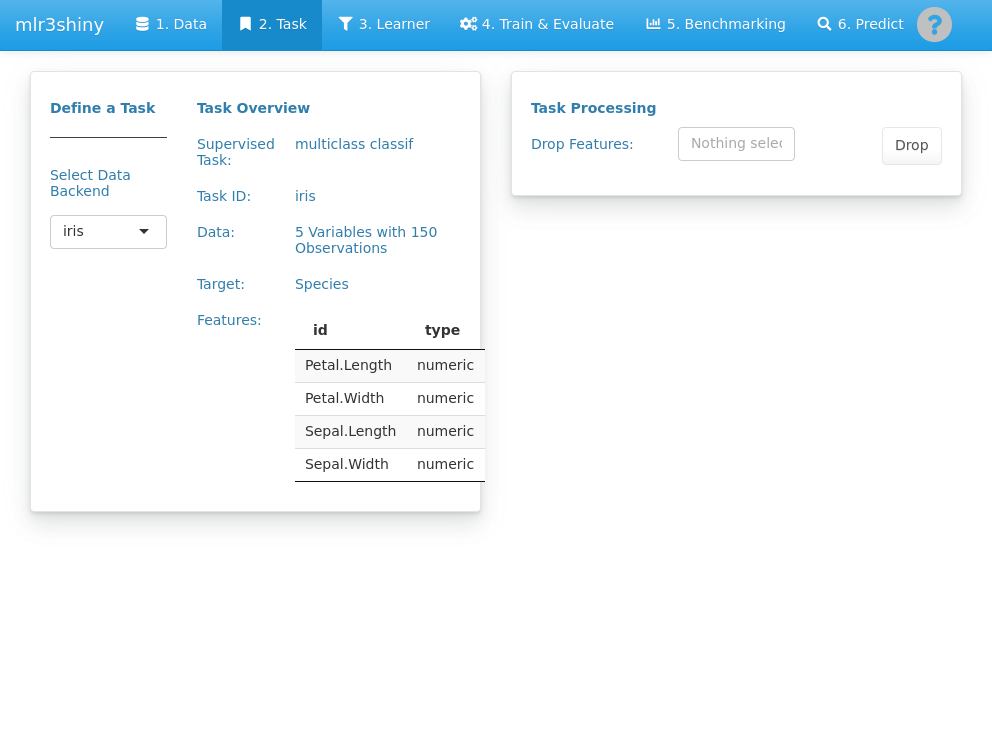 mlr3shiny
1. Data
2. Task
3. Learner
4. Train & Evaluate
5. Benchmarking
6. Predict
?
Define a Task
Select Data
Backend
iris
Task Overview
Supervised
Task:
multiclass classif
Task ID:
iris
Data:
5 Variables with 150
Observations
Target:
Species
Features:
id type
Petal.Length numeric
Petal.Width numeric
Sepal.Length numeric
Sepal.Width numeric
Task Processing
Drop Features:
Nothing selec
Drop